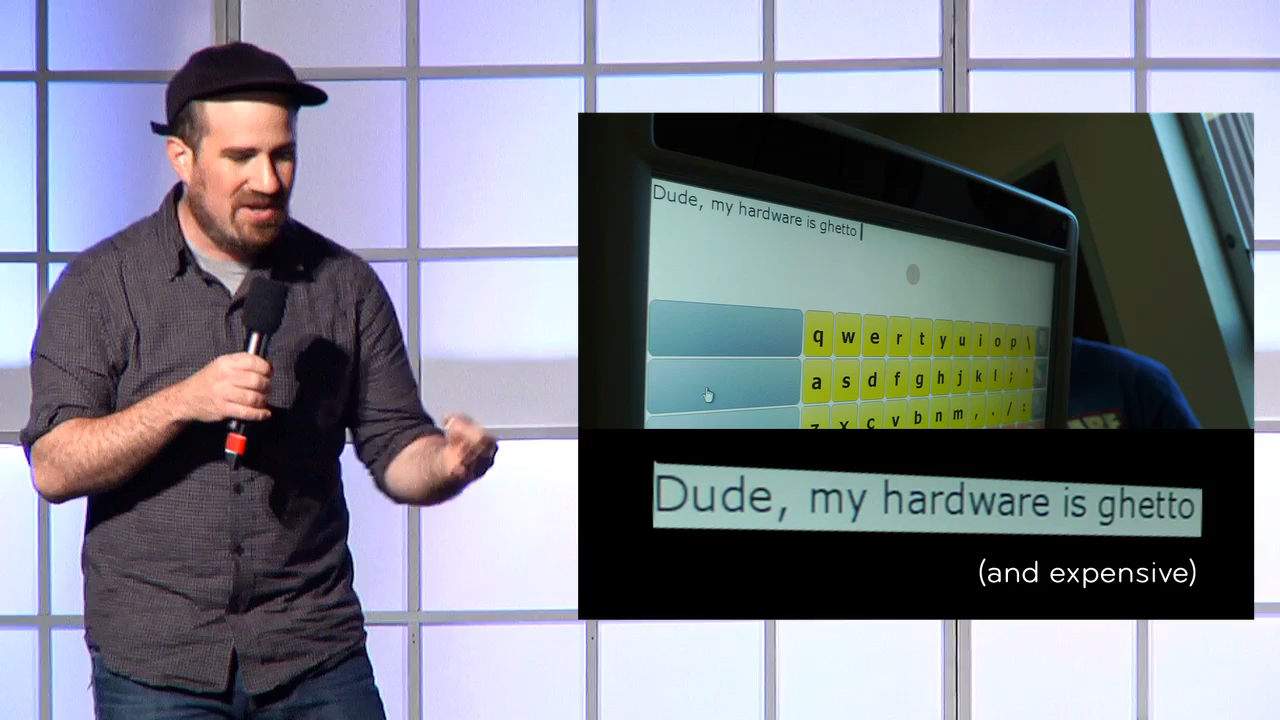 Dude, my hardware is ghetto
q w e r t y u i o p \
a s d f g h j k l ; '
z x c v b n m , . / :
Dude, my hardware is ghetto
(and expensive)